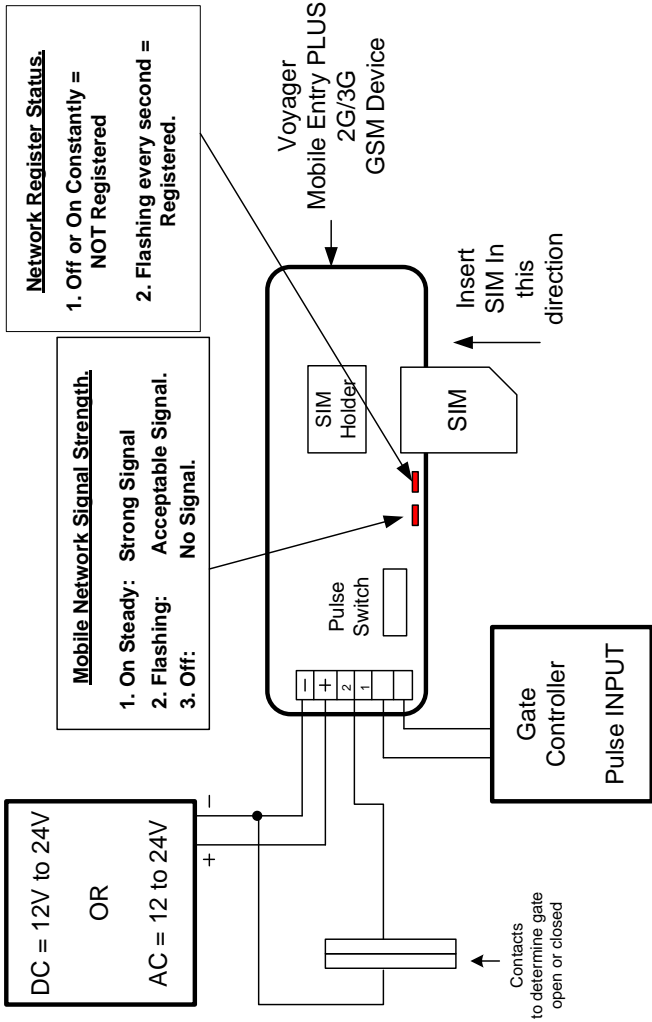 DC = 12V to 24V
OR
AC = 12 to 24V
+
−
Mobile Network Signal Strength.
1. On Steady: Strong Signal
2. Flashing: Acceptable Signal.
3. Off: No Signal.
Network Register Status.
1. Off or On Constantly =
NOT Registered
2. Flashing every second =
Registered.
Voyager
Mobile Entry PLUS
2G/3G
GSM Device
−
+
2
1
Pulse
Switch
SIM
Holder
SIM
Insert
SIM In
this
direction
Contacts
to determine gate
open or closed
Gate
Controller
Pulse INPUT